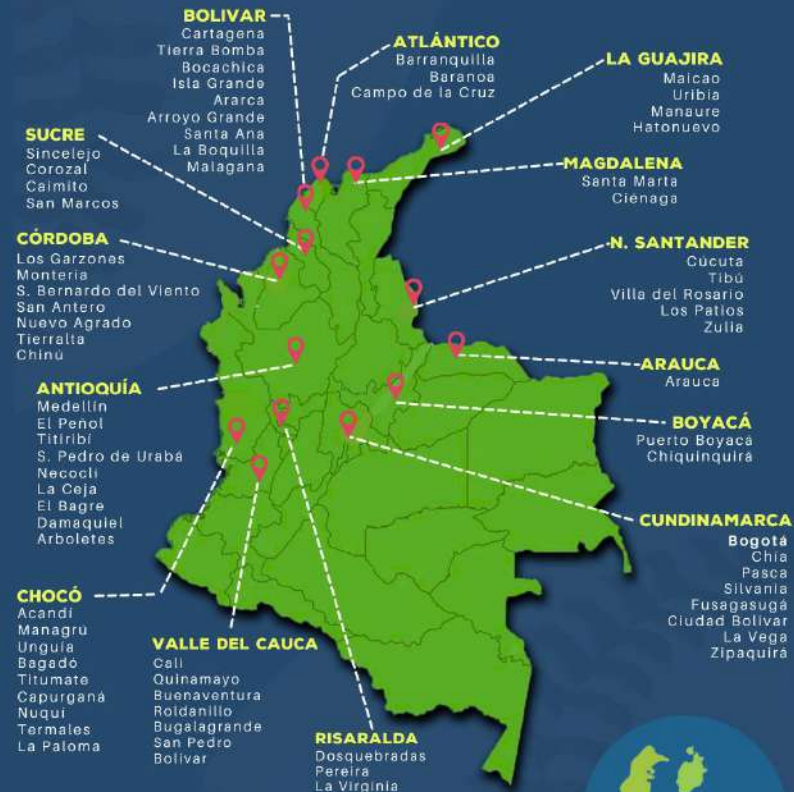 BOLIVAR
Cartagena
Tierra Bomba
Bocachica
Isla Grande
Ararca
Arroyo Grande
Santa Ana
La Boquilla
Malagana
ATLÁNTICO
Barranquilla
Baranoa
Campo de la Cruz
LA GUAJIRA
Maicao
Uribia
Manaure
Hatonuevo
SUCRE
Sincelejo
Corozal
Caimito
San Marcos
MAGDALENA
Santa Marta
Ciénaga
CÓRDOBA
Los Garzones
Montería
S. Bernardo del Viento
San Antero
Nuevo Agrado
Tierralta
Chinú
N. SANTANDER
Cúcuta
Tibú
Villa del Rosario
Los Patios
Zulia
ARAUCA
Arauca
ANTIOQUÍA
Medellín
El Peñol
Titiribí
S. Pedro de Urabá
Necoclí
La Ceja
El Bagre
Damaquiel
Arboletes
BOYACÁ
Puerto Boyacá
Chiquinquirá
CUNDINAMARCA
Bogotá
Chía
Pasca
Silvania
Fusagasugá
Ciudad Bolívar
La Vega
Zipaquirá
CHOCÓ
Acandí
Managrú
Unguía
Bagadó
Titumate
Capurganá
Nuquí
Termales
La Paloma
VALLE DEL CAUCA
Cali
Quinamayo
Buenaventura
Roldanillo
Bugalagrande
San Pedro
Bolívar
RISARALDA
Dosquebradas
Pereira
La Virginia